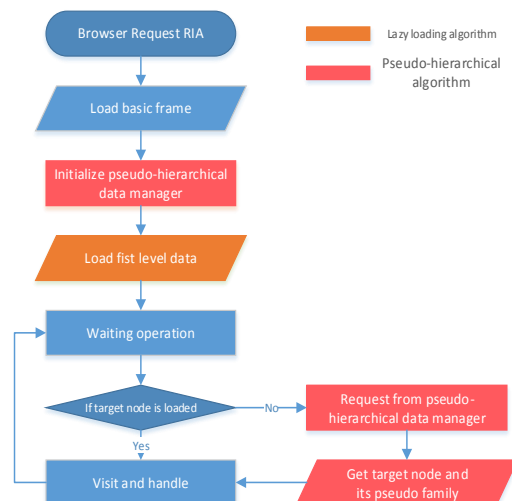 Browser Request RIA
Lazy loading algorithm
Pseudo-hierarchical
algorithm
Load basic frame
Initialize pseudo-hierarchical
data manager
Load fist level data
Waiting operation
If target node is loaded
No
Request from pseudo-
hierarchical data manager
Yes
Visit and handle
Get target node and
its pseudo family